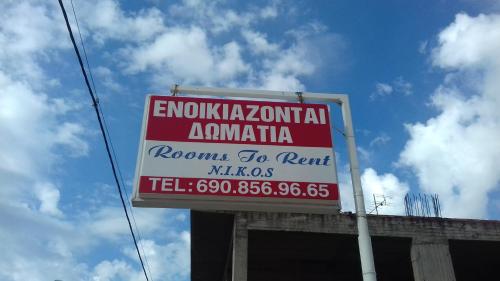 ΕΝΟΙΚΙΑΖΟΝΤΑΙ
ΔΩΜΑΤΙΑ
Rooms To Rent
N.I.K.O.S
TEL: 690.856.96.65